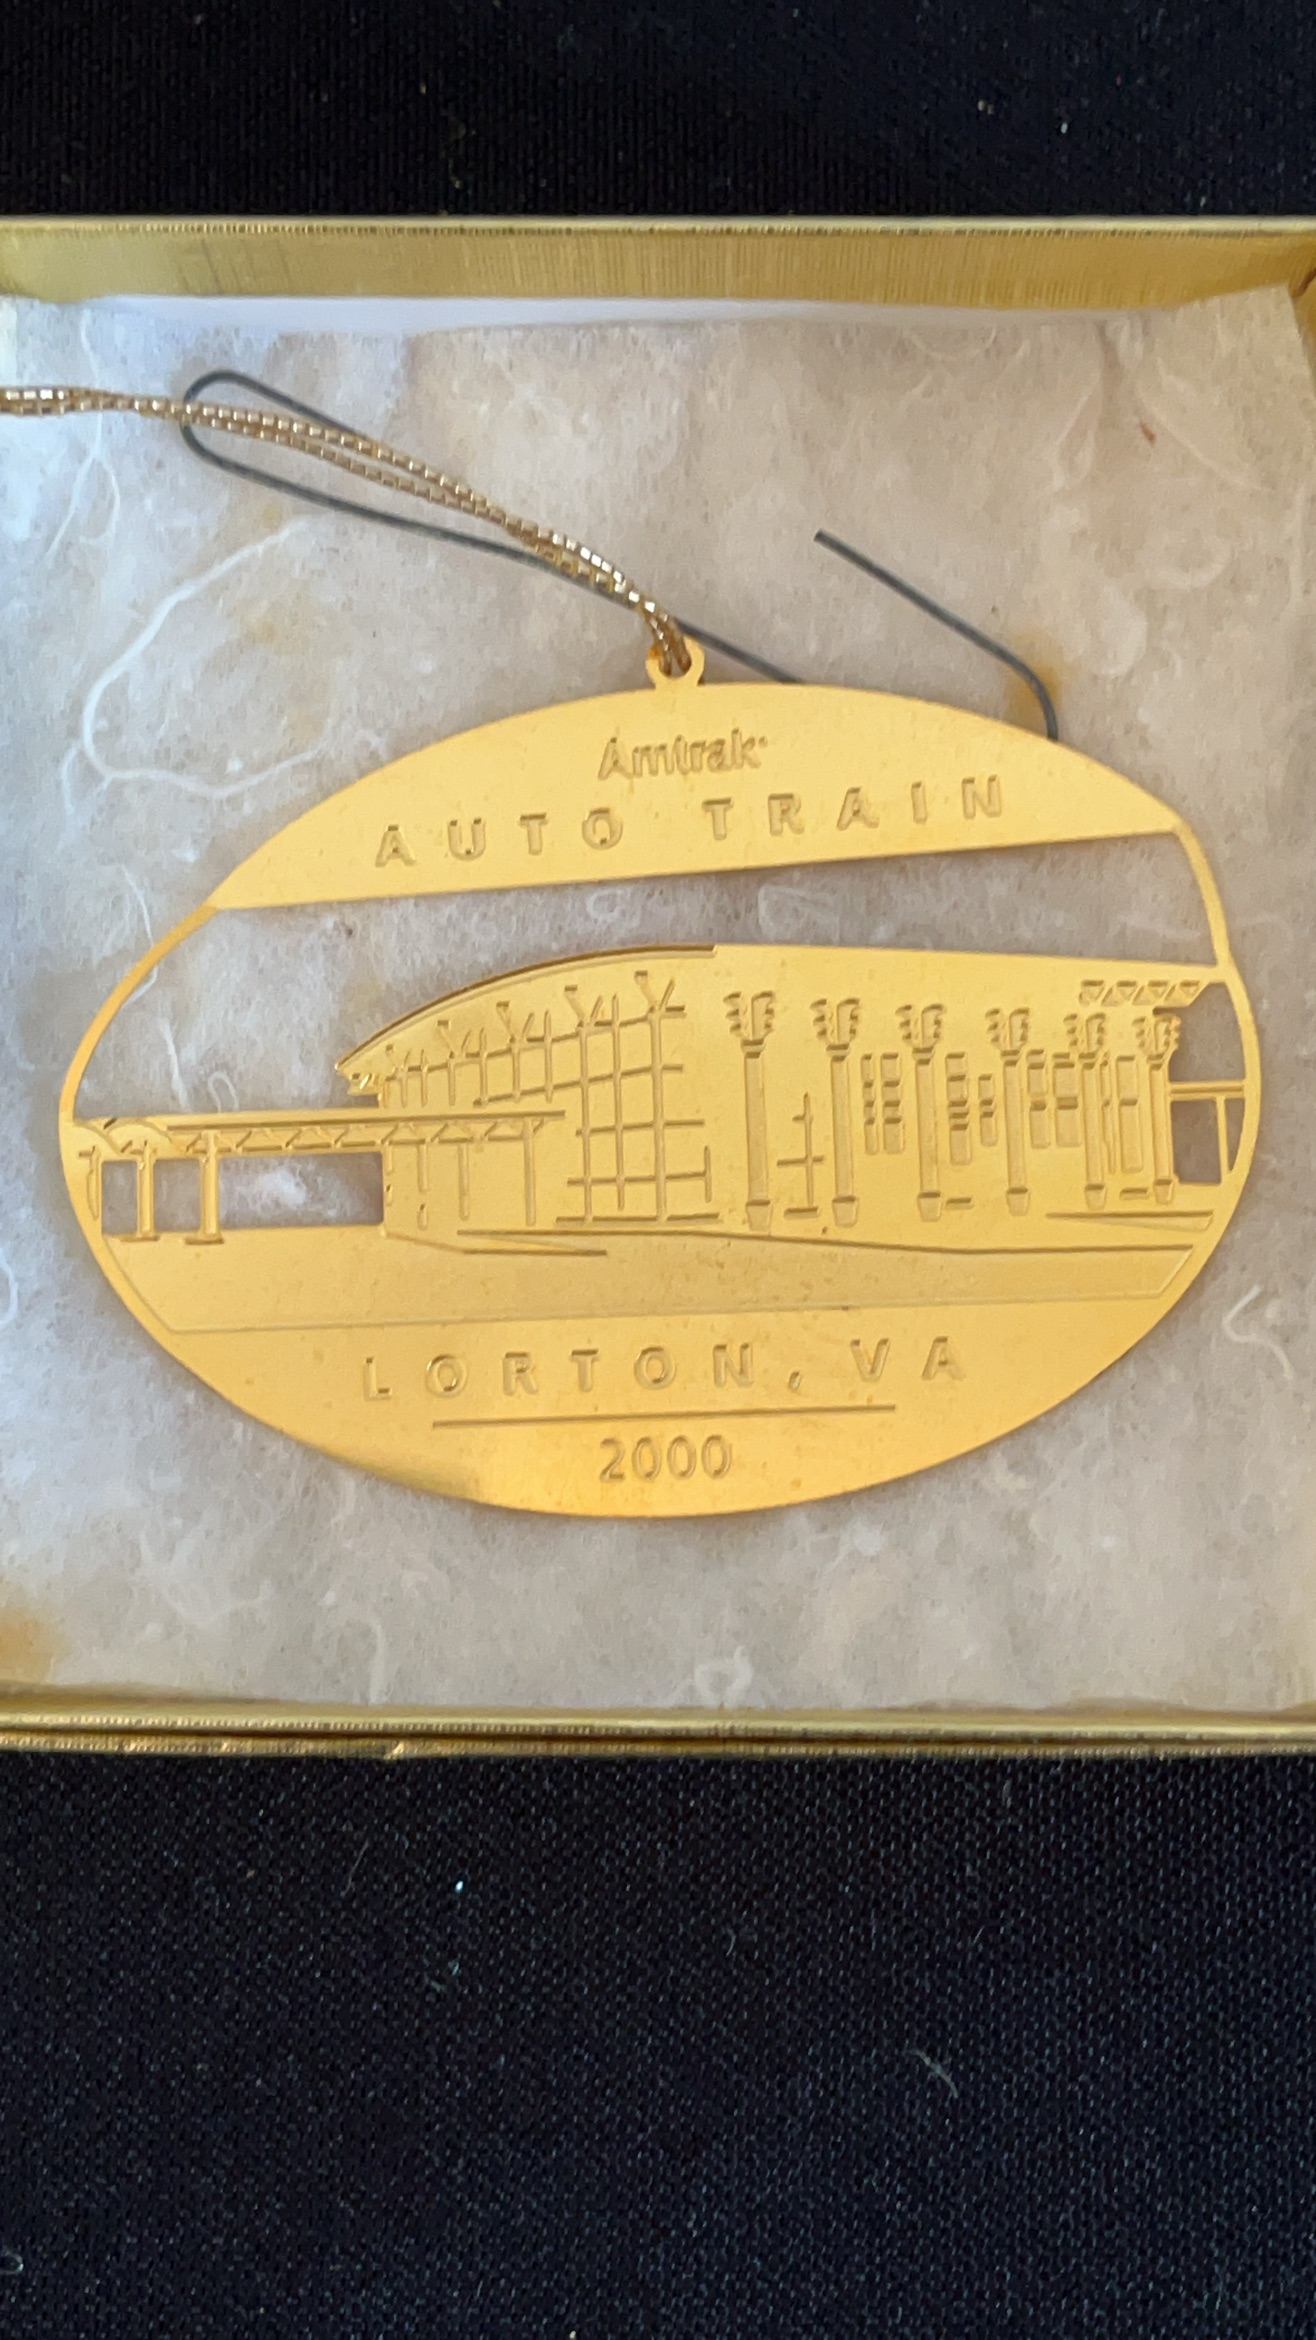 Amtrak
AUTO TRAIN
LORTON, VA
2000